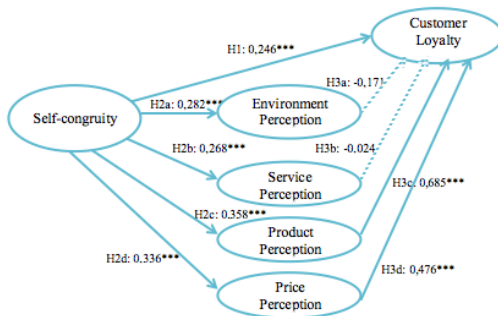 Customer
Loyalty
H1: 0,246***
H3a: -0,171
H2a: 0,282***
Environment
Perception
Self-congruity
H2b: 0,268***
H3b: -0.024
Service
Perception
H3c: 0,685***
H2c: 0.358***
Product
Perception
H2d: 0.336***
H3d: 0,476***
Price
Perception